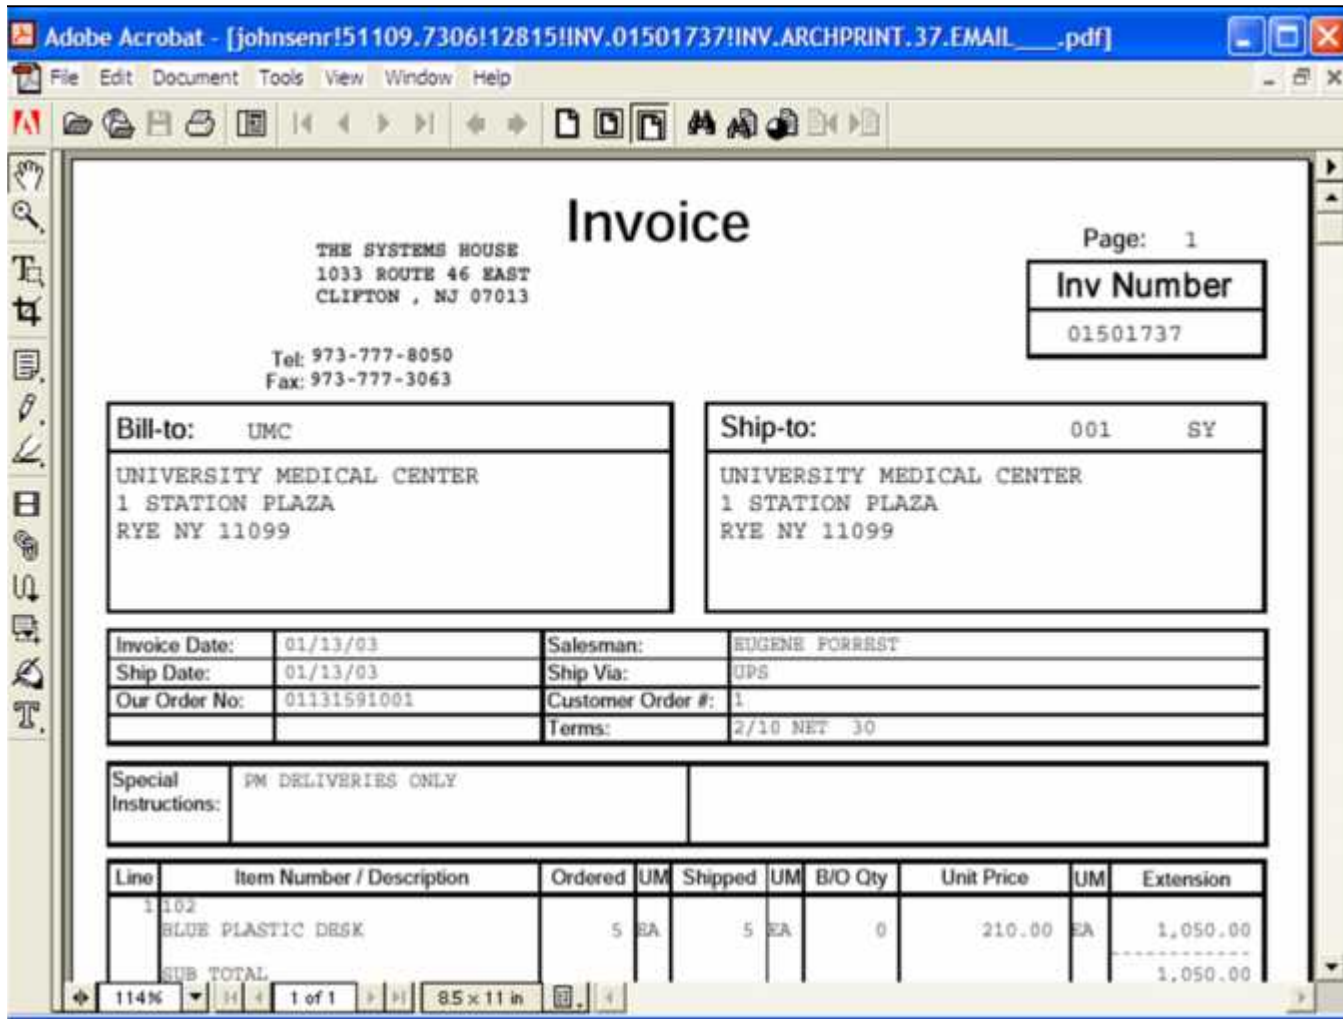 Adobe Acrobat - [johnsenr!51109.7306!12815!INV.01501737!INV.ARCHPRINT.37.EMAIL___.pdf]
File Edit Document Tools View Window Help
Invoice
THE SYSTEMS HOUSE
1033 ROUTE 46 EAST
CLIFTON , NJ 07013
Page: 1
Inv Number
01501737
Tel: 973-777-8050
Fax: 973-777-3063
Bill-to: UMC
UNIVERSITY MEDICAL CENTER
1 STATION PLAZA
RYE NY 11099
Ship-to: 001 SY
UNIVERSITY MEDICAL CENTER
1 STATION PLAZA
RYE NY 11099
Invoice Date: 01/13/03 Salesman: EUGENE FORREST
Ship Date: 01/13/03 Ship Via: UPS
Our Order No: 01131591001 Customer Order #: 1
Terms: 2/10 NET 30
Special Instructions: PM DELIVERIES ONLY
Line Item Number / Description Ordered UM Shipped UM B/O Qty Unit Price UM Extension
1 102
BLUE PLASTIC DESK 5 EA 5 EA 0 210.00 EA 1,050.00
SUB TOTAL 1,050.00
114% 1 of 1 8.5 x 11 in